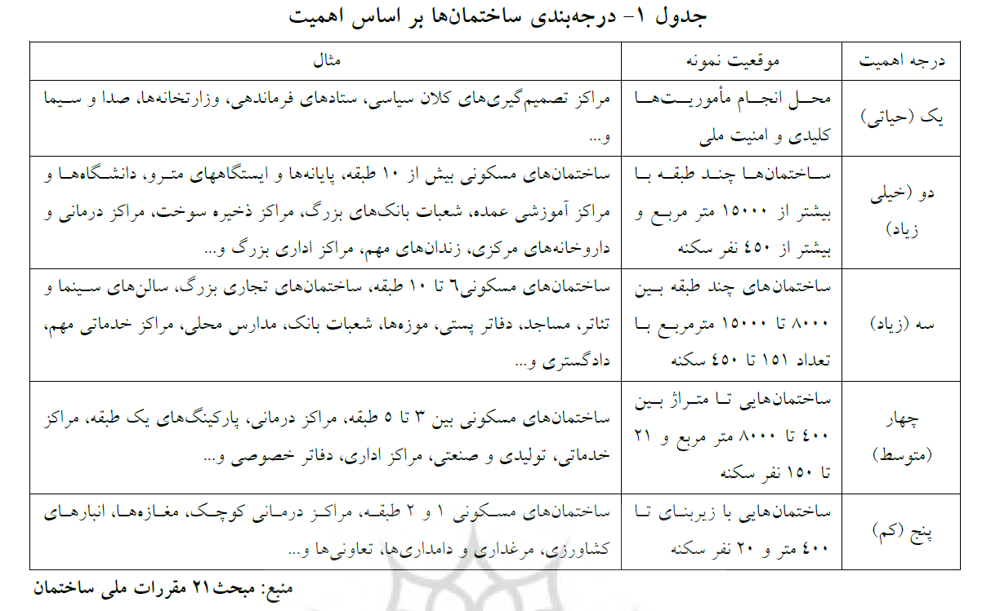 جدول ۱- درجه‌بندی ساختمان‌ها بر اساس اهمیت
درجه اهمیت
موقعیت نمونه
مثال
یک (حیاتی)
محل انجام مأموریت‌ها
کلیدی و امنیت ملی
مراکز تصمیم‌گیری‌های کلان سیاسی، ستادهای فرماندهی، وزارتخانه‌ها، صدا و سیما
و...
دو (خیلی
زیاد)
ساختمان‌ها چند طبقه با
بیشتر از ۱۵۰۰۰ متر مربع و
بیشتر از ٤٥٠ نفر سکنه
ساختمان‌های مسکونی بیش از ۱۰ طبقه، پایانه‌ها و ایستگاههای مترو، دانشگاه‌ها و
مراکز آموزشی عمده، شعبات بانک‌های بزرگ، مراکز ذخیره سوخت، مراکز درمانی و
داروخانه‌های مرکزی، زندان‌های مهم، مراکز اداری بزرگ و...
سه (زیاد)
ساختمان‌های چند طبقه بین
۸۰۰۰ تا ۱۵۰۰۰ مترمربع با
تعداد ۱۵۱ تا ٤٥٠ سکنه
ساختمان‌های مسکونی٦ تا ۱۰ طبقه، ساختمان‌های تجاری بزرگ، سالن‌های سینما و
تئاتر، مساجد، دفاتر پستی، موزه‌ها، شعبات بانک، مدارس محلی، مراکز خدماتی مهم،
دادگستری و...
چهار
(متوسط)
ساختمان‌هایی تا متراژ بین
٤٠٠ تا ۸۰۰۰ متر مربع و ۲۱
تا ۱۵۰ نفر سکنه
ساختمان‌های مسکونی بین ۳ تا ٥ طبقه، مراکز درمانی، پارکینگ‌های یک طبقه، مراکز
خدماتی، تولیدی و صنعتی، مراکز اداری، دفاتر خصوصی و...
پنج (کم)
ساختمان‌هایی با زیربنای تا
٤٠٠ متر و ۲۰ نفر سکنه
ساختمان‌های مسکونی ۱ و ۲ طبقه، مراکز درمانی کوچک، مغازه‌ها، انبارهای
کشاورزی، مرغداری و دامداری‌ها، تعاونی‌ها و...
منبع: مبحث۲۱ مقررات ملی ساختمان